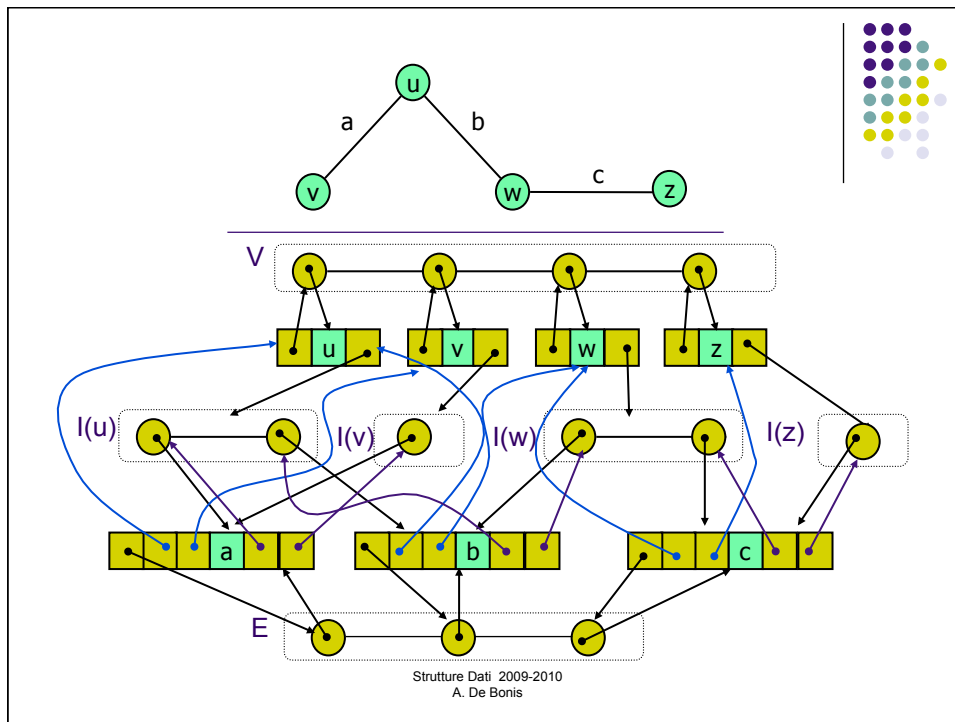 u
a b
c
v w z
V
u v w z
I(u) I(v) I(w) I(z)
a b c
E
Strutture Dati 2009-2010
A. De Bonis